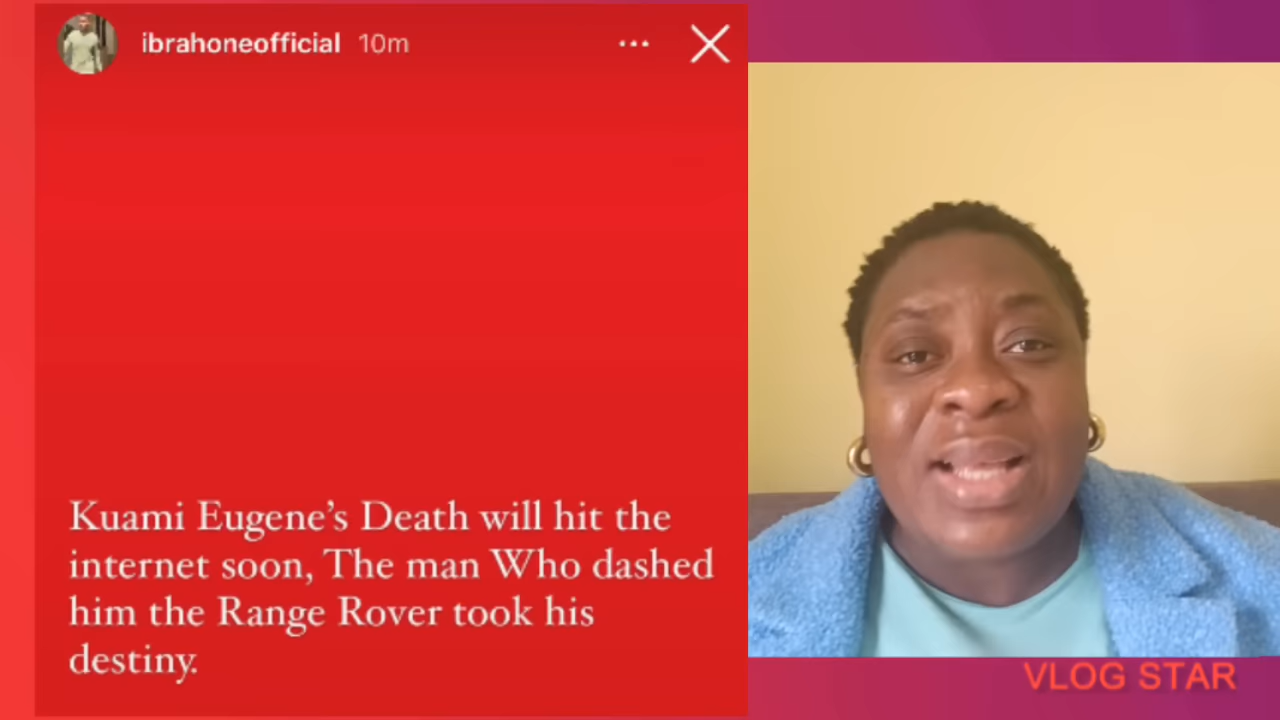 ibrahoneofficial 10m
Kuami Eugene's Death will hit the
internet soon, The man Who dashed
him the Range Rover took his
destiny.
VLOG STAR